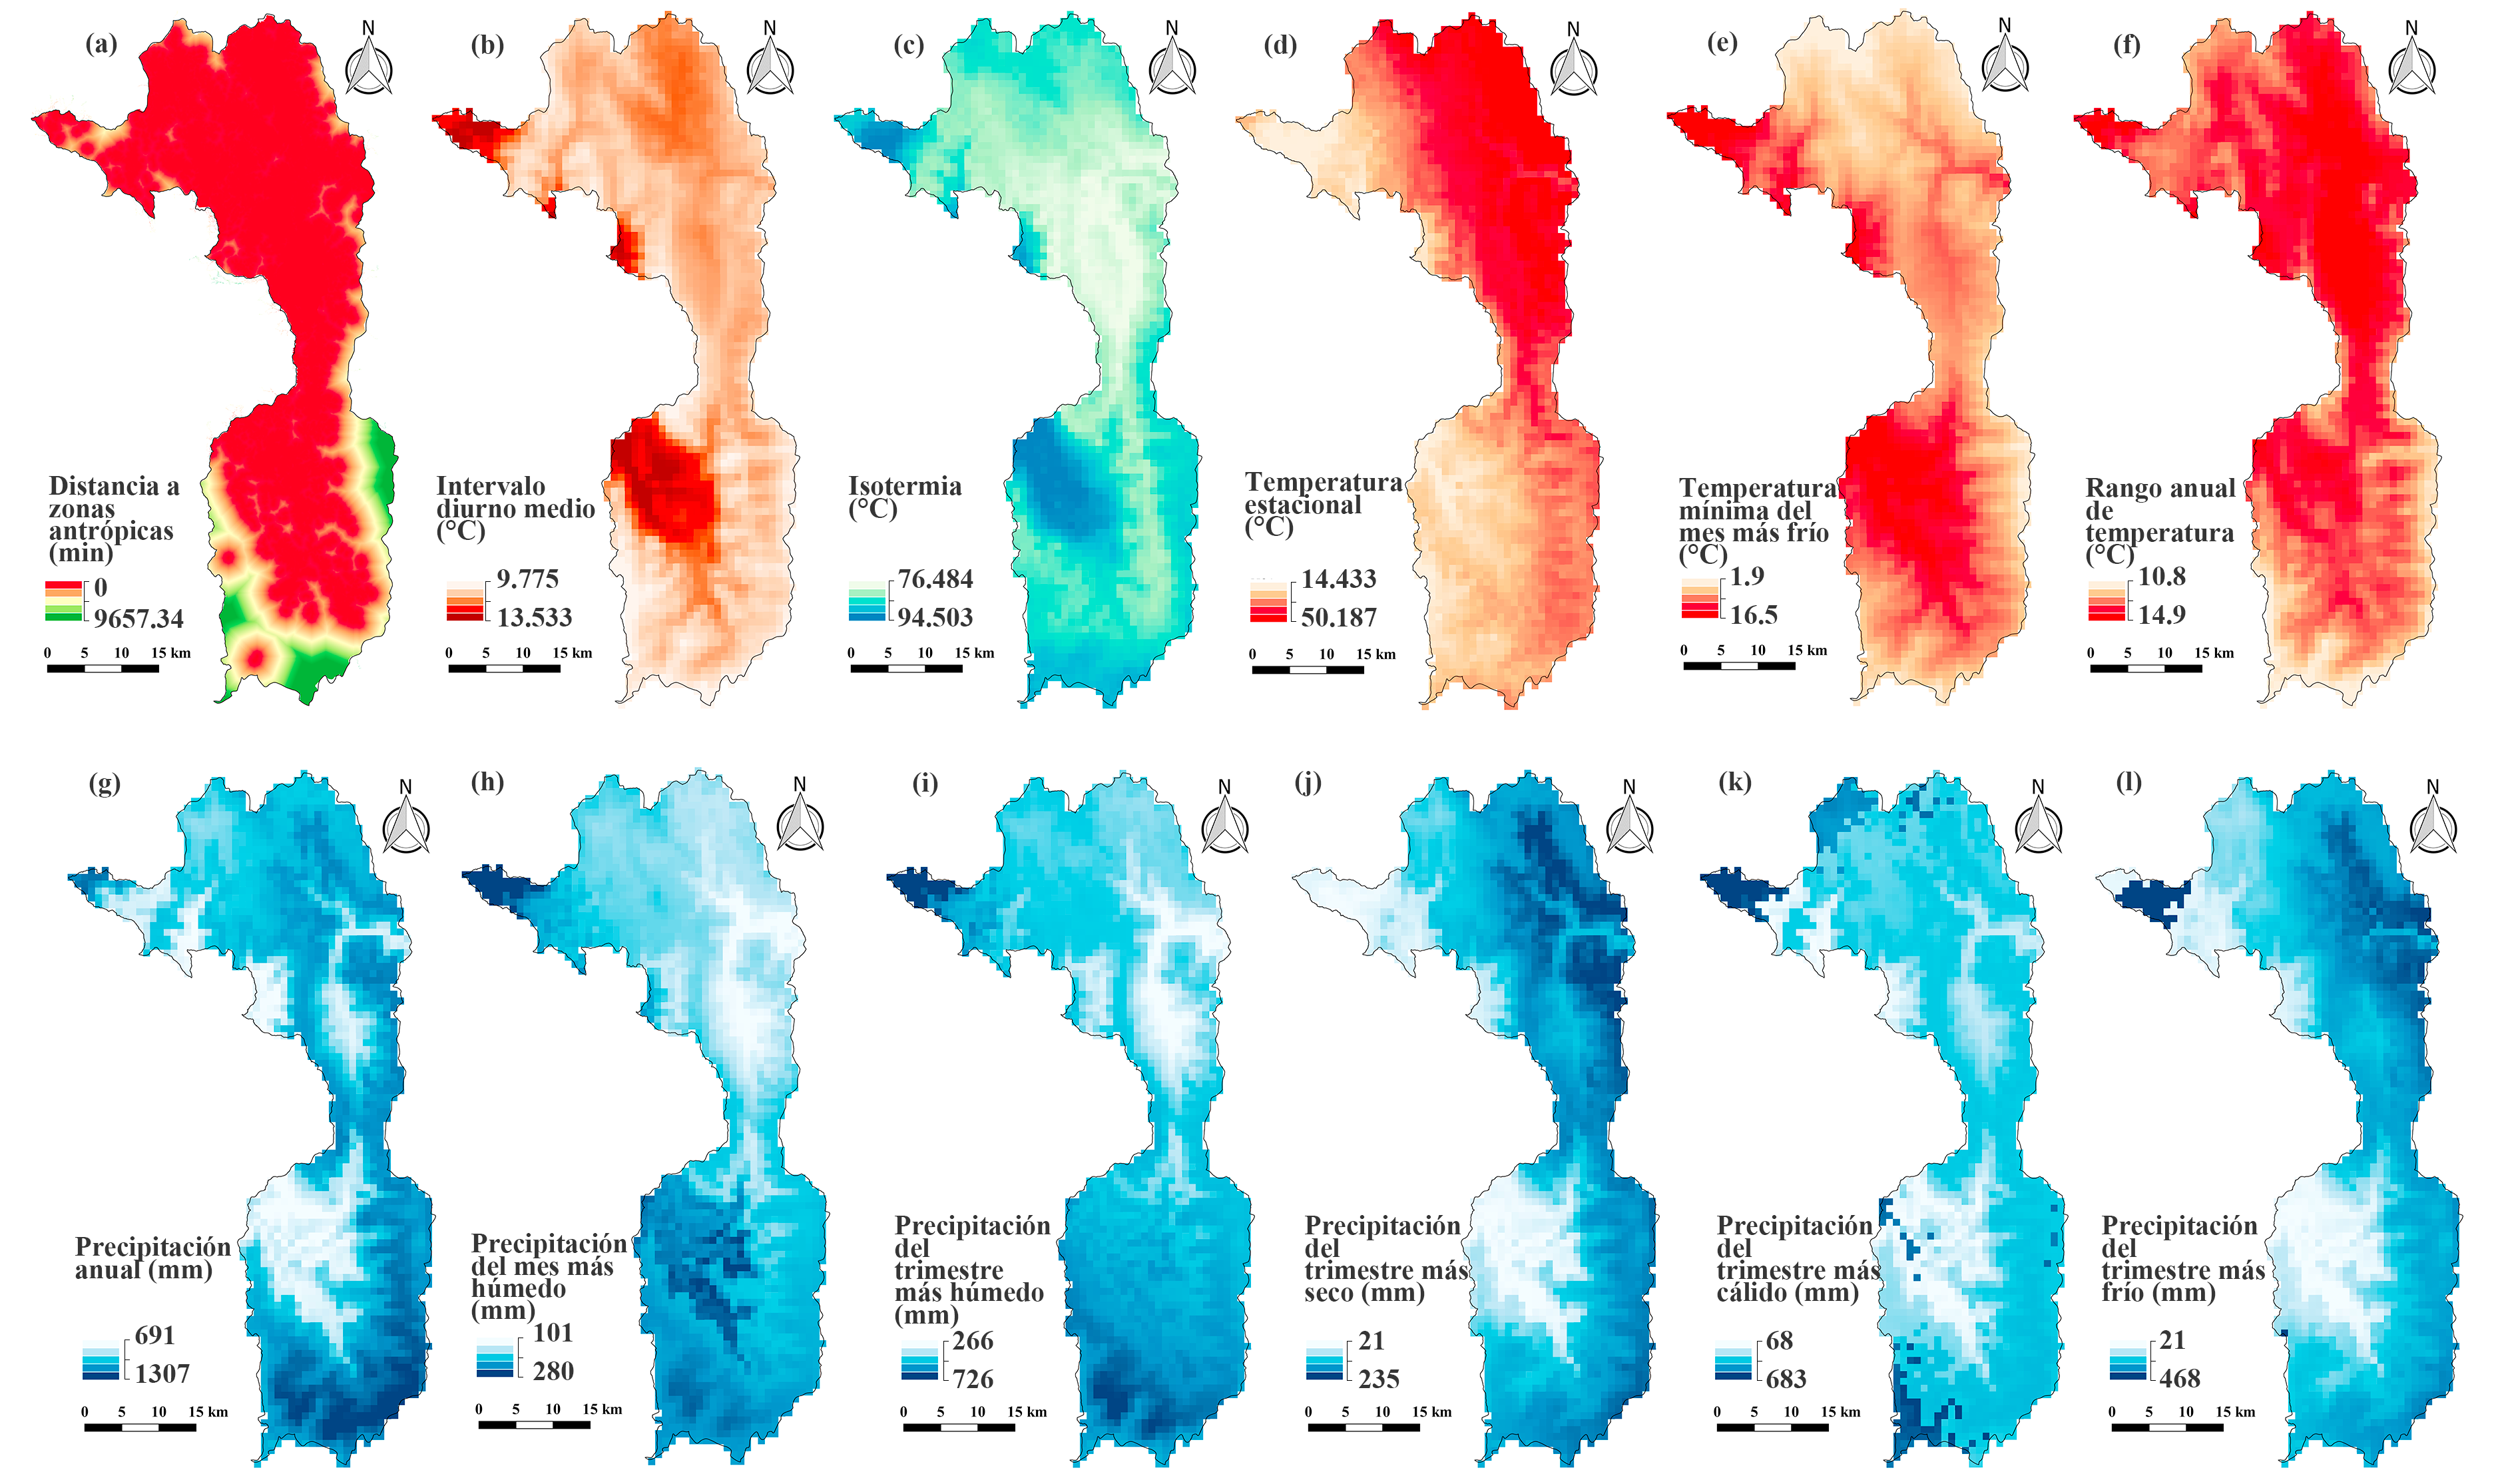 (a)
N
Distancia a
zonas
antrópicas
(min)
0
9657.34
0 5 10 15 km
(b)
N
Intervalo
diurno medio
(°C)
9.775
13.533
0 5 10 15 km
(c)
N
Isotermia
(°C)
76.484
94.503
0 5 10 15 km
(d)
N
Temperatura
estacional
(°C)
14.433
50.187
0 5 10 15 km
(e)
N
Temperatura
mínima del
mes más frío
(°C)
1.9
16.5
0 5 10 15 km
(f)
N
Rango anual
de
temperatura
(°C)
10.8
14.9
0 5 10 15 km
(g)
N
Precipitación
anual (mm)
691
1307
0 5 10 15 km
(h)
N
Precipitación
del mes más
húmedo
(mm)
101
280
0 5 10 15 km
(i)
N
Precipitación
del
trimestre
más húmedo
(mm)
266
726
0 5 10 15 km
(j)
N
Precipitación
del
trimestre más
seco (mm)
21
235
0 5 10 15 km
(k)
N
Precipitación
del
trimestre más
cálido (mm)
68
683
0 5 10 15 km
(l)
N
Precipitación
del
trimestre más
frío (mm)
21
468
0 5 10 15 km